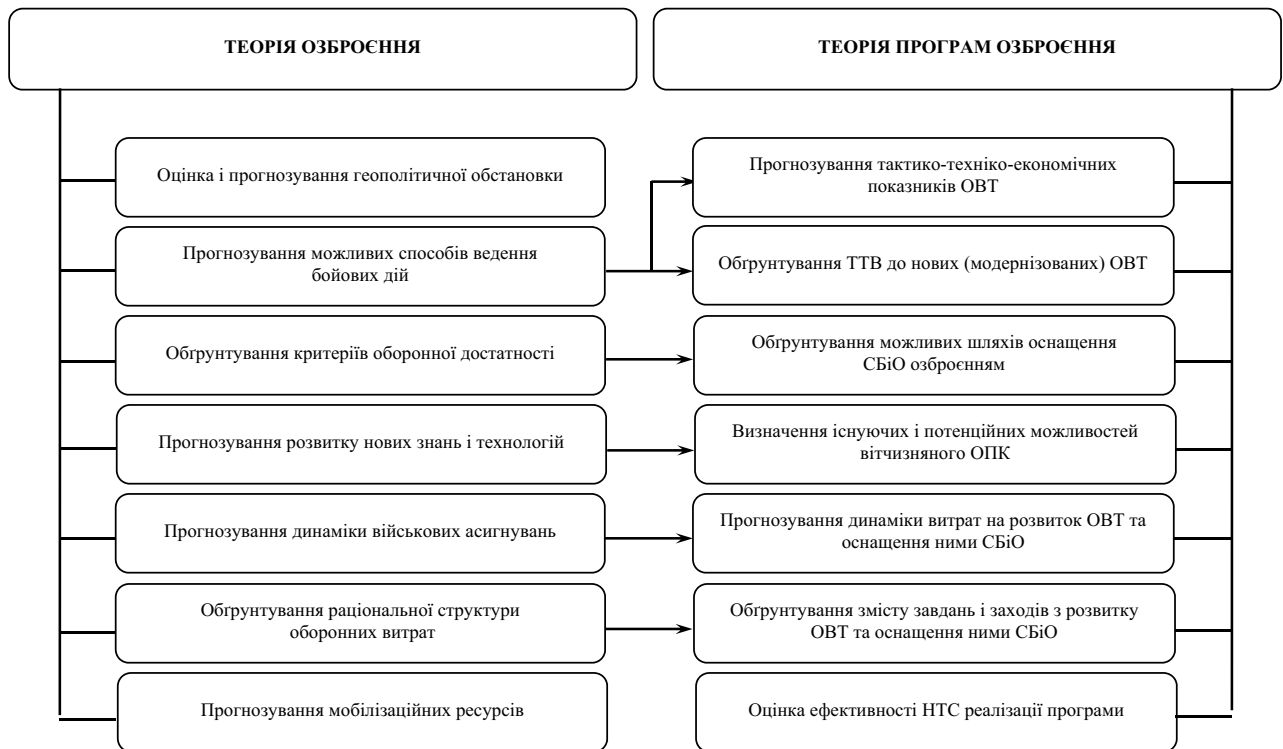 ТЕОРІЯ ОЗБРОЄННЯ
ТЕОРІЯ ПРОГРАМ ОЗБРОЄННЯ
Оцінка і прогнозування геополітичної обстановки
Прогнозування тактико-техніко-економічних
показників ОВТ
Прогнозування можливих способів ведення
бойових дій
Обґрунтування ТТВ до нових (модернізованих) ОВТ
Обґрунтування критеріїв оборонної достатності
Обґрунтування можливих шляхів оснащення
СБіО озброєнням
Прогнозування розвитку нових знань і технологій
Визначення існуючих і потенційних можливостей
вітчизняного ОПК
Прогнозування динаміки військових асигнувань
Прогнозування динаміки витрат на розвиток ОВТ та
оснащення ними СБіО
Обґрунтування раціональної структури
оборонних витрат
Обґрунтування змісту завдань і заходів з розвитку
ОВТ та оснащення ними СБіО
Прогнозування мобілізаційних ресурсів
Оцінка ефективності НТС реалізації програми